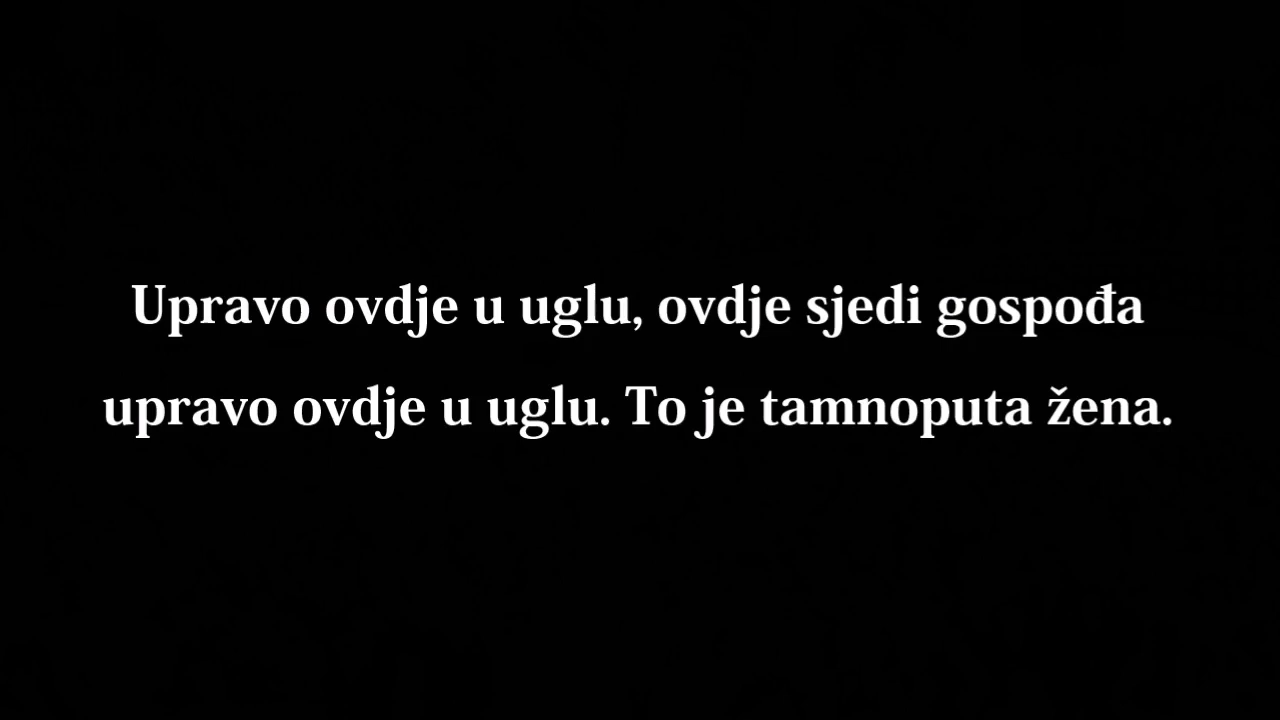 Upravo ovdje u uglu, ovdje sjedi gospođa
upravo ovdje u uglu. To je tamnoputa žena.